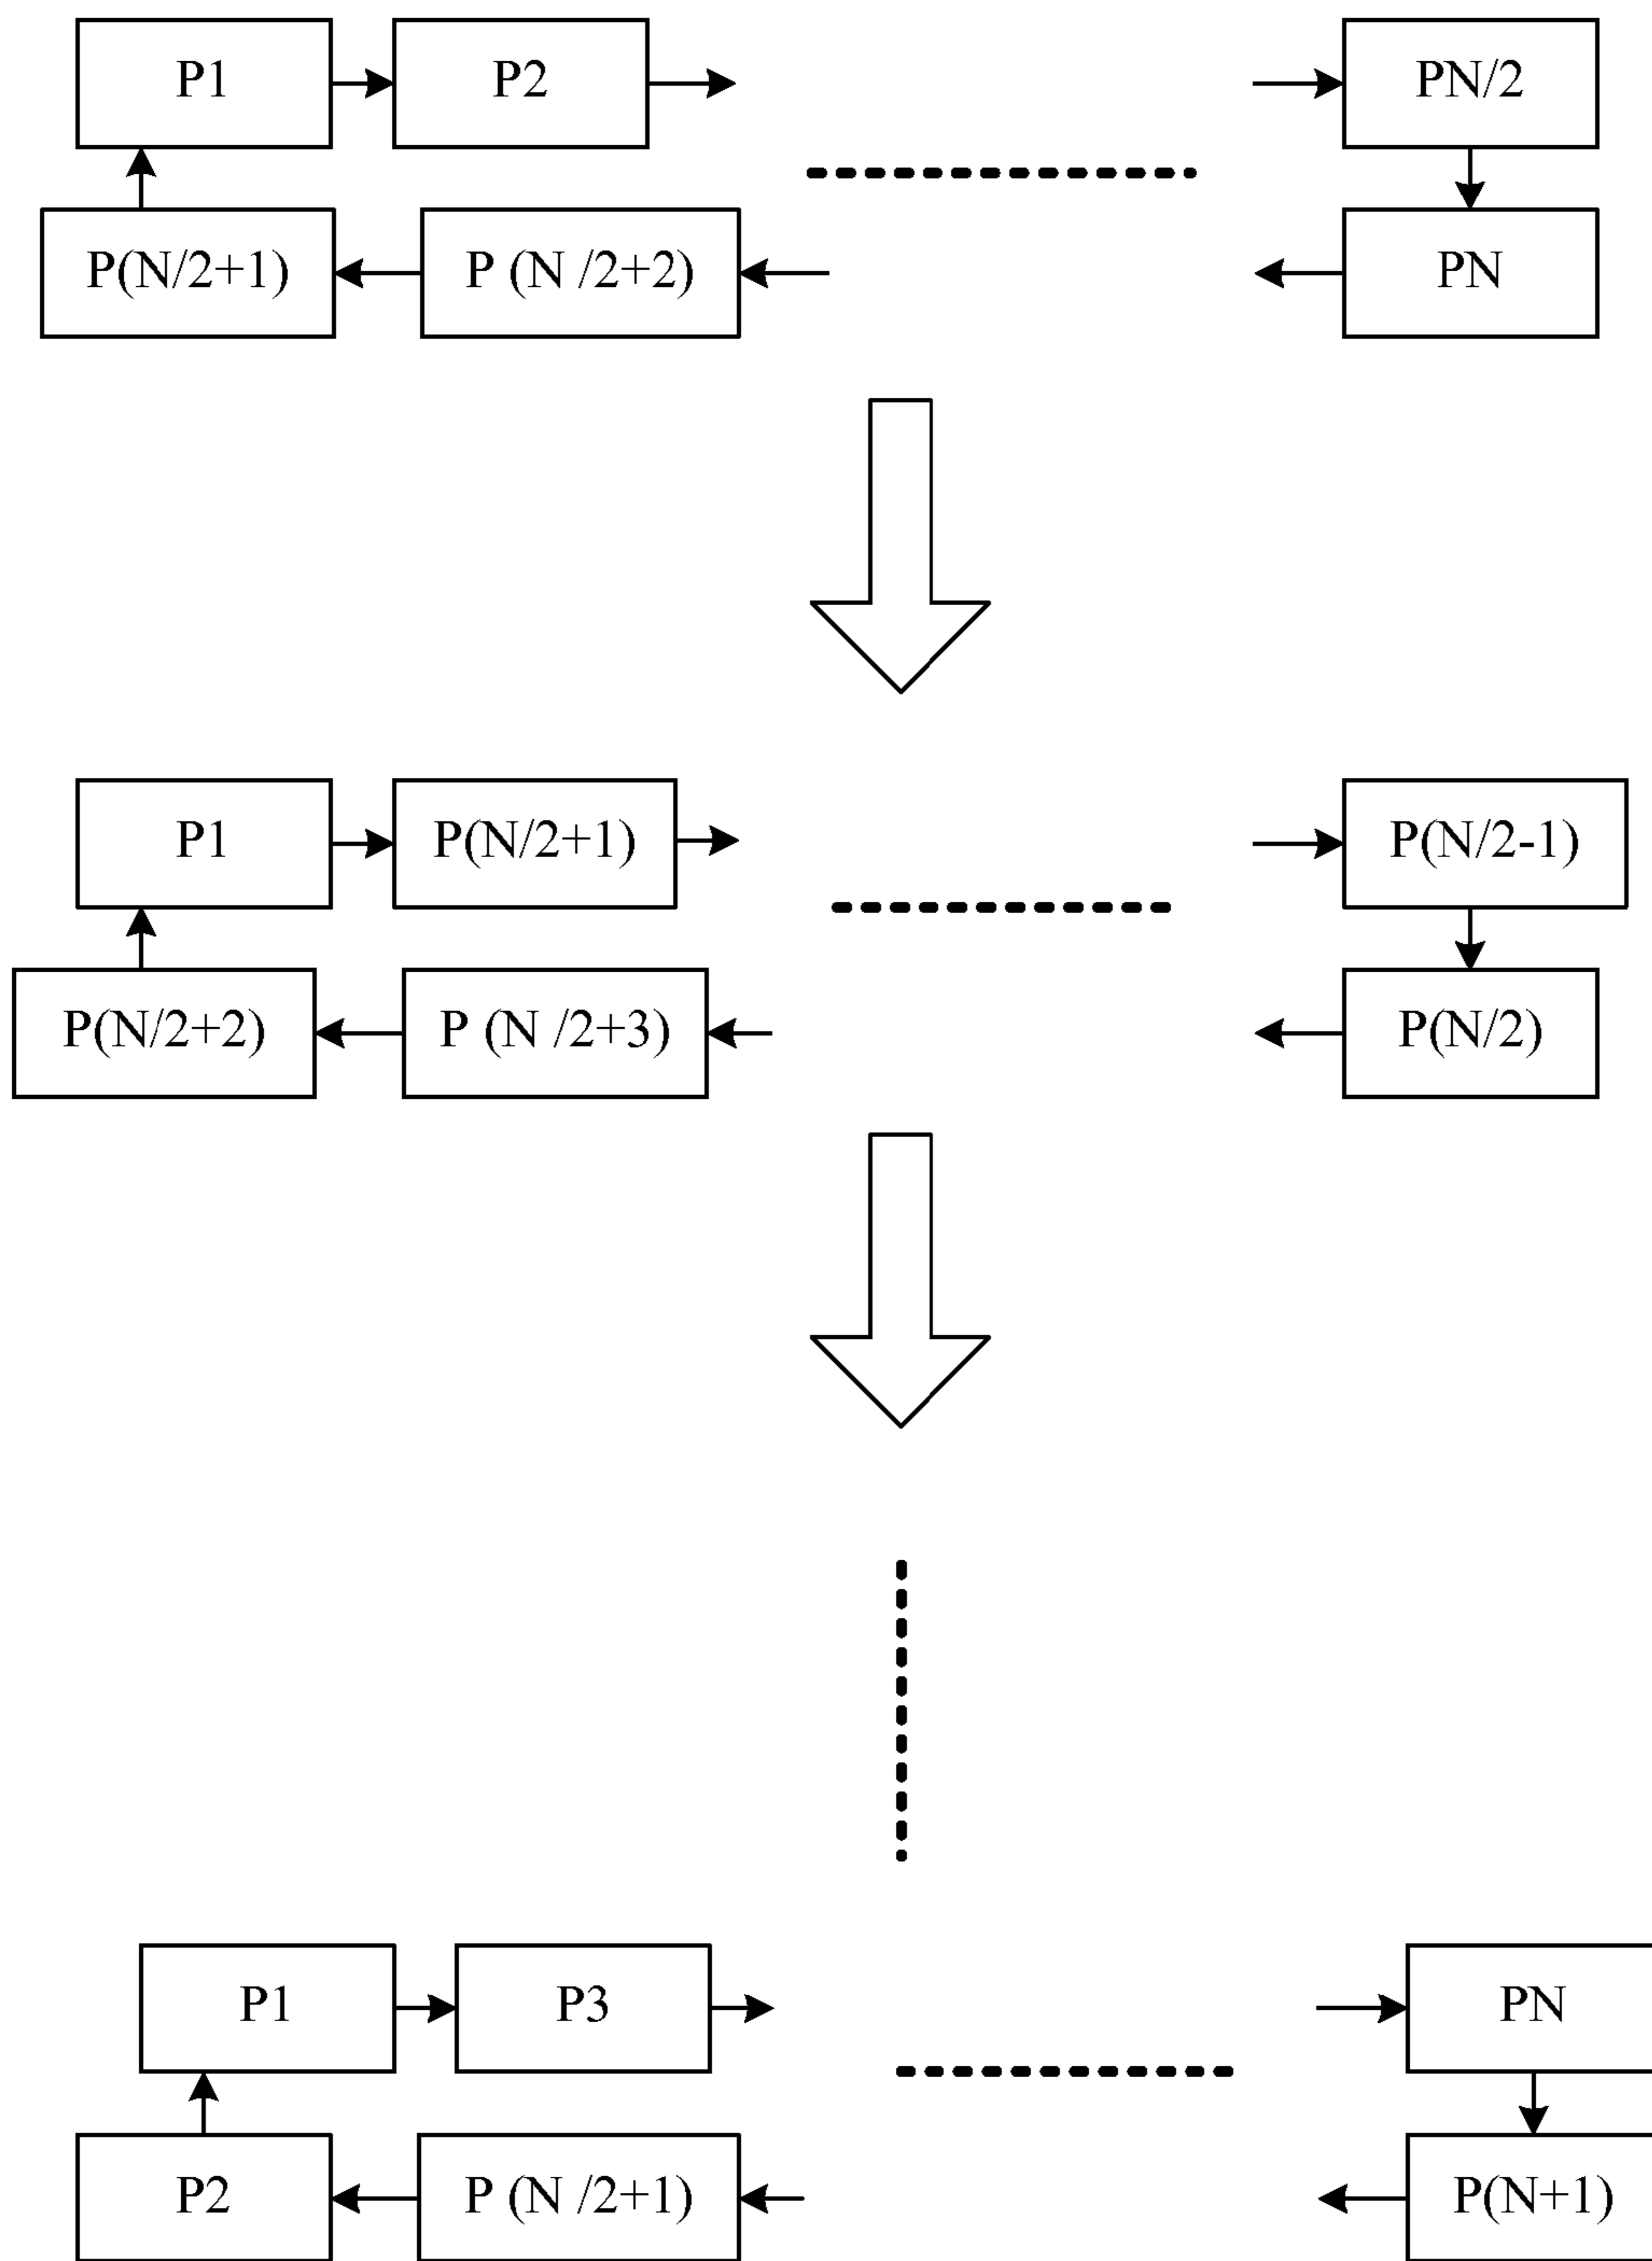 P1 P2 PN/2
P(N/2+1) P (N /2+2) PN
P1 P(N/2+1) P(N/2-1)
P(N/2+2) P (N /2+3) P(N/2)
P1 P3 PN
P2 P (N /2+1) P(N+1)